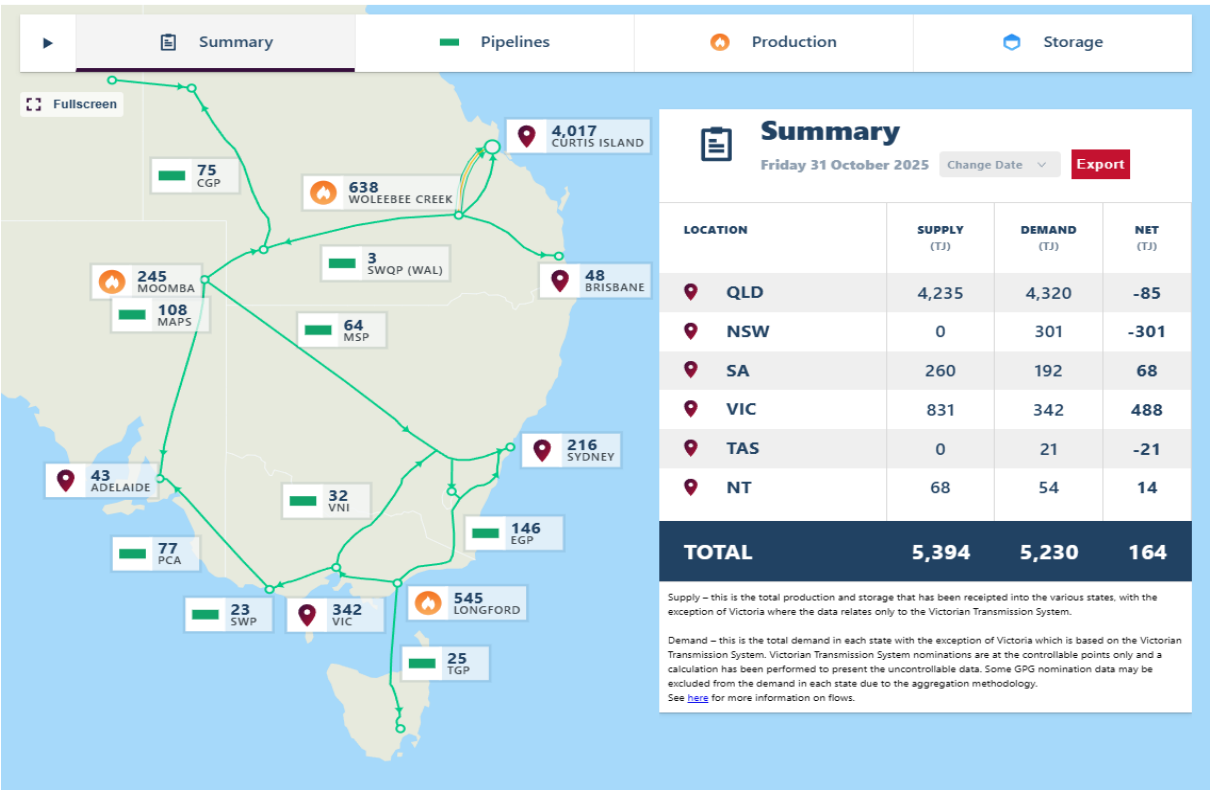 Summary
Pipelines
Production
Storage
Fullscreen
4,017
CURTIS ISLAND
75
CGP
638
WOLEEBEE CREEK
3
SWQP (WAL)
245
MOOMBA
48
BRISBANE
108
MAPS
64
MSP
216
SYDNEY
43
ADELAIDE
32
VNI
146
EGP
77
PCA
23
SWP
342
VIC
545
LONGFORD
25
TGP
Summary
Friday 31 October 2025 Change Date Export
LOCATION SUPPLY DEMAND NET
(TJ) (TJ) (TJ)
QLD 4,235 4,320 -85
NSW 0 301 -301
SA 260 192 68
VIC 831 342 488
TAS 0 21 -21
NT 68 54 14
TOTAL 5,394 5,230 164
Supply – this is the total production and storage that has been receipted into the various states, with the
exception of Victoria where the data relates only to the Victorian Transmission System.
Demand – this is the total demand in each state with the exception of Victoria which is based on the Victorian
Transmission System. Victorian Transmission System nominations are at the controllable points only and a
calculation has been performed to present the uncontrollable data. Some GPG nomination data may be
excluded from the demand in each state due to the aggregation methodology.
See here for more information on flows.